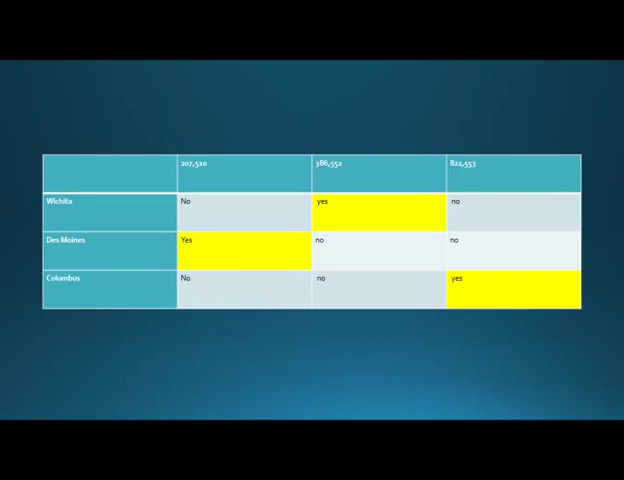 207,510 386,552 822,553
Wichita No yes no
Des Moines Yes no no
Columbus No no yes